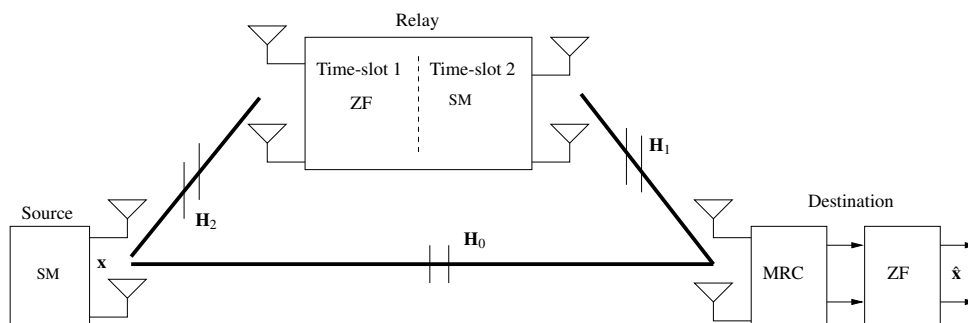 Relay
Time-slot 1
Time-slot 2
ZF
SM
H1
Source
Destination
H2
H0
SM
x
MRC
ZF
x̂